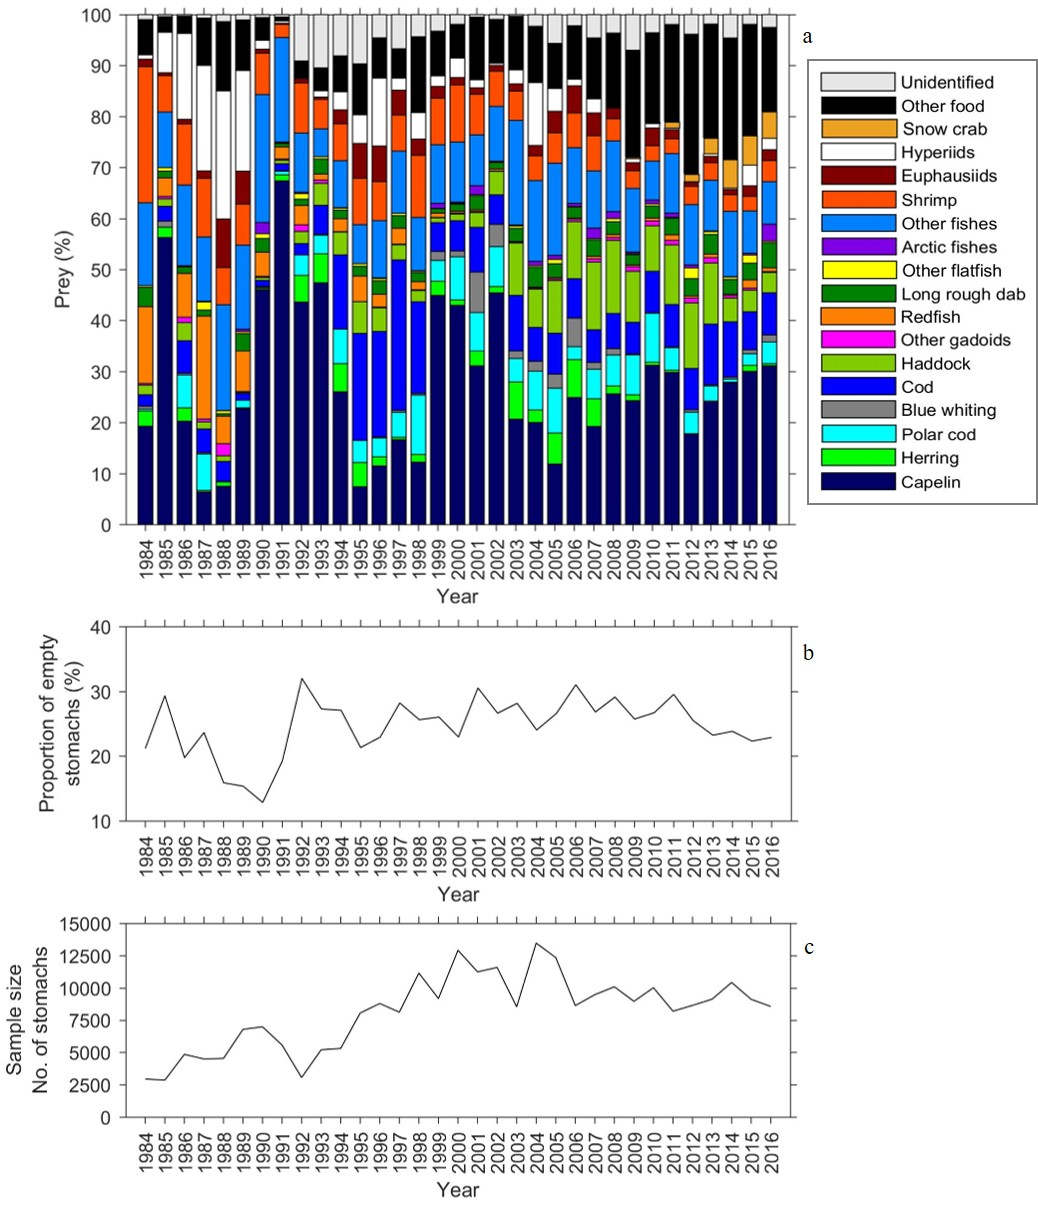 a
100
90
80
70
60
50
40
30
20
10
0
Prey (%)
1984 1985 1986 1987 1988 1989 1990 1991 1992 1993 1994 1995 1996 1997 1998 1999 2000 2001 2002 2003 2004 2005 2006 2007 2008 2009 2010 2011 2012 2013 2014 2015 2016
Year
Unidentified
Other food
Snow crab
Hyperiids
Euphausiids
Shrimp
Other fishes
Arctic fishes
Other flatfish
Long rough dab
Redfish
Other gadoids
Haddock
Cod
Blue whiting
Polar cod
Herring
Capelin
b
40
30
20
10
Proportion of empty
stomachs (%)
1984 1985 1986 1987 1988 1989 1990 1991 1992 1993 1994 1995 1996 1997 1998 1999 2000 2001 2002 2003 2004 2005 2006 2007 2008 2009 2010 2011 2012 2013 2014 2015 2016
Year
c
15000
12500
10000
7500
5000
2500
0
Sample size
No. of stomachs
1984 1985 1986 1987 1988 1989 1990 1991 1992 1993 1994 1995 1996 1997 1998 1999 2000 2001 2002 2003 2004 2005 2006 2007 2008 2009 2010 2011 2012 2013 2014 2015 2016
Year